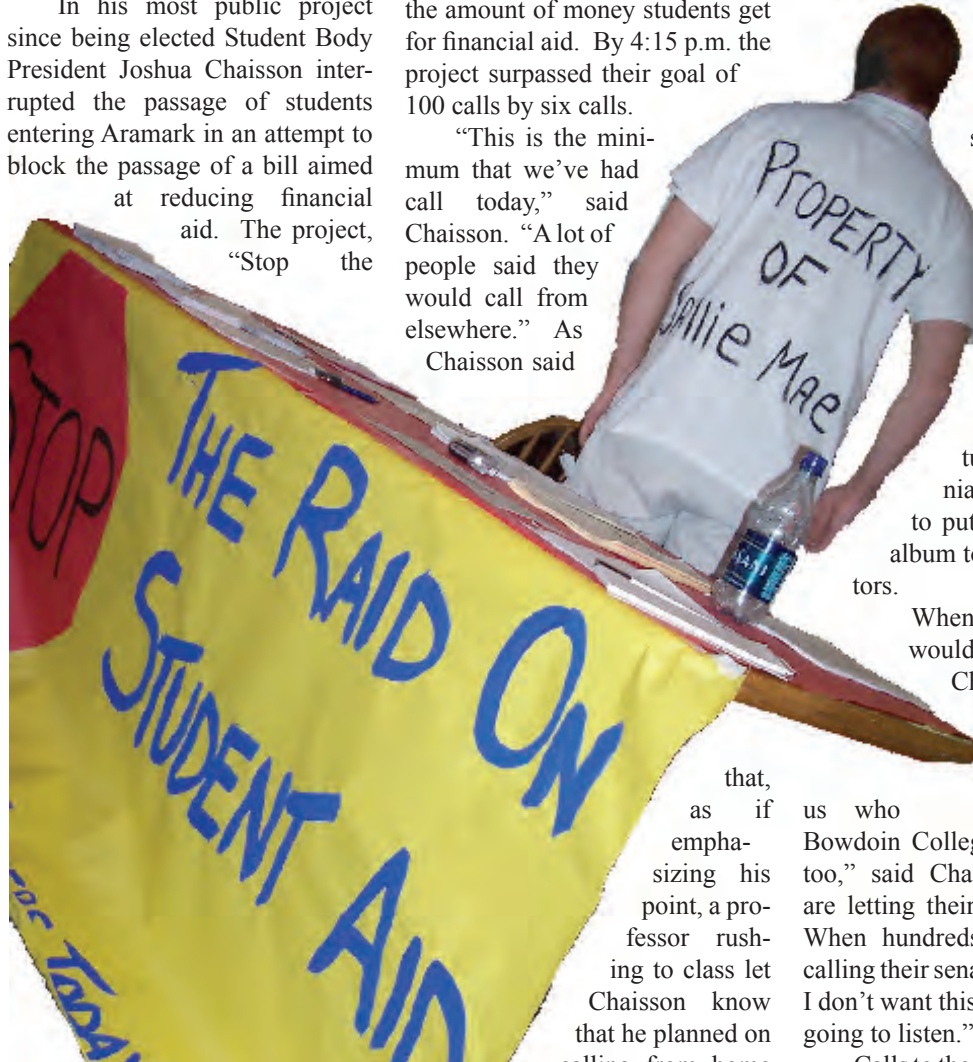 In his most public project
since being elected Student Body
President Joshua Chaisson inter-
rupted the passage of students
entering Aramark in an attempt to
block the passage of a bill aimed
at reducing financial
aid. The project,
“Stop the
the amount of money students get
for financial aid. By 4:15 p.m. the
project surpassed their goal of
100 calls by six calls.
“This is the mini-
mum that we’ve had
call today,” said
Chaisson. “A lot of
people said they
would call from
elsewhere.” As
Chaisson said
that,
as if
empha-
sizing his
point, a pro-
fessor rush-
ing to class let
Chaisson know
that he planned on
calling from home
to put
album
tors.
When
would
us who
Bowdoin
too,” said
are letting their
When hundreds
calling their
I don’t want this
going to listen.”
PROPERTY
OF
Sallie Mae
STOP
THE RAID ON
STUDENT AID